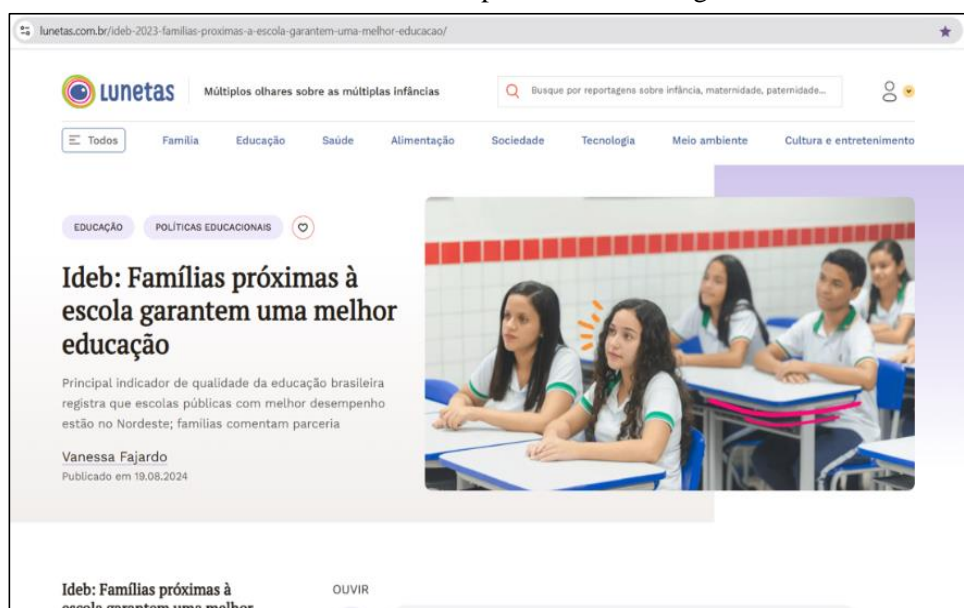 lunetas.com.br/ideb-2023-familias-proximas-a-escola-garantem-uma-melhor-educacao/
Lunetas
Múltiplos olhares sobre as múltiplas infâncias
Busque por reportagens sobre infância, maternidade, paternidade...
Todos Família Educação Saúde Alimentação Sociedade Tecnologia Meio ambiente Cultura e entretenimento
EDUCAÇÃO POLÍTICAS EDUCACIONAIS
Ideb: Famílias próximas à
escola garantem uma melhor
educação
Principal indicador de qualidade da educação brasileira
registra que escolas públicas com melhor desempenho
estão no Nordeste; famílias comentam parceria
Vanessa Fajardo
Publicado em 19.08.2024
Ideb: Famílias próximas à
OUVIR
escola garantem uma melhor